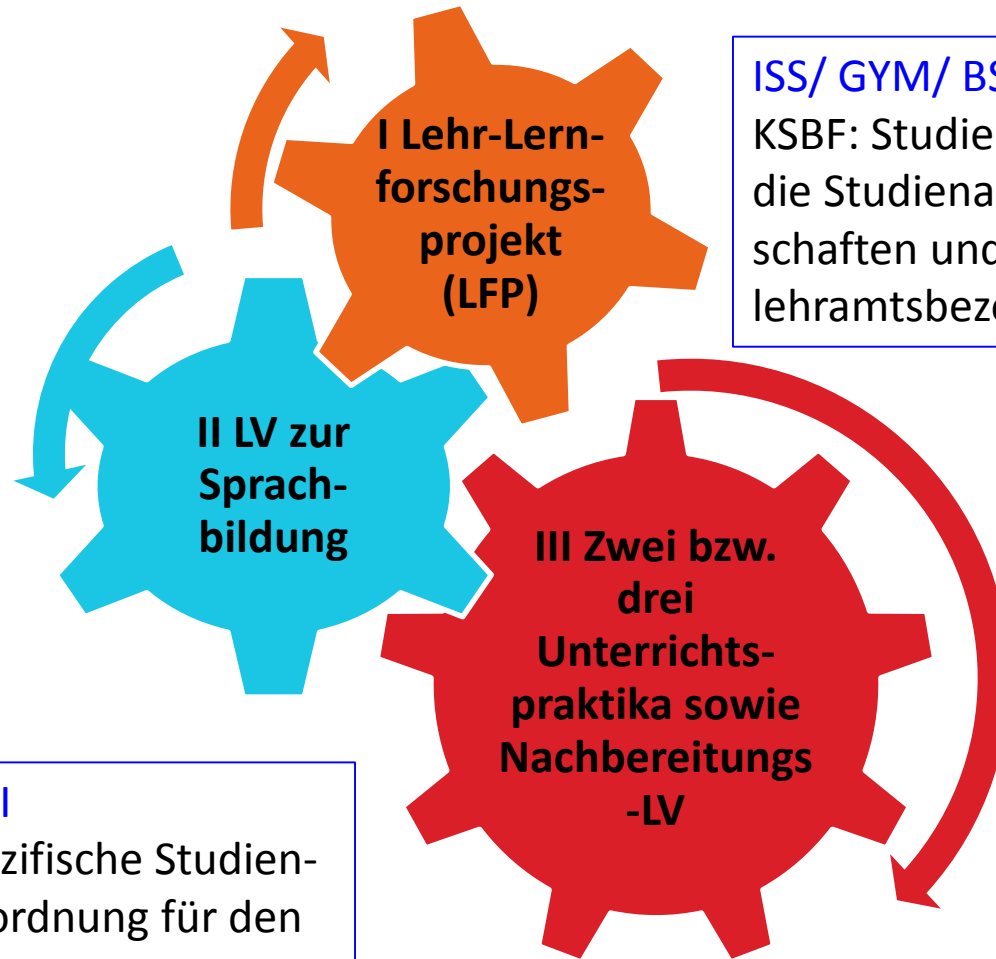 I Lehr-Lern-
forschungs-
projekt
(LFP)
ISS/ GYM/ BS
KSBF: Studie
die Studiena
schaften und
lehramtsbezo
II LV zur
Sprach-
bildung
III Zwei bzw.
drei
Unterrichts-
praktika sowie
Nachbereitungs
-LV
I
zifische Studien-
ordnung für den